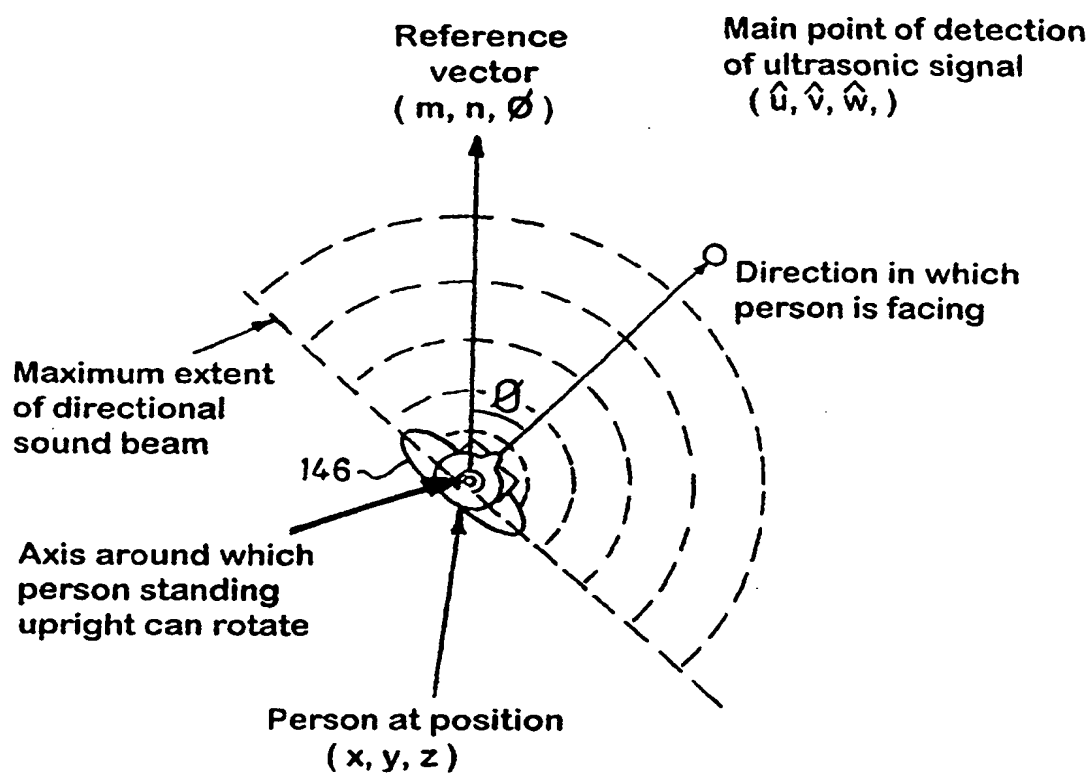 Reference
vector
( m, n, Ø )
Main point of detection
of ultrasonic signal
( û, v̂, ŵ, )
Direction in which
person is facing
Maximum extent
of directional
sound beam
Ø
146
Axis around which
person standing
upright can rotate
Person at position
( x, y, z )